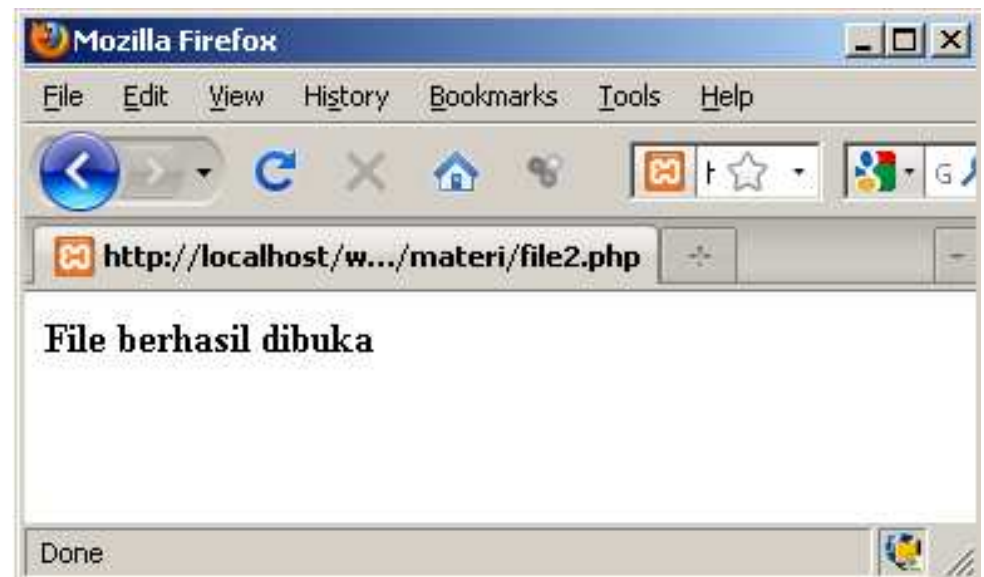 Mozilla Firefox
File Edit View History Bookmarks Tools Help
G
http://localhost/w.../materi/file2.php
File berhasil dibuka
Done